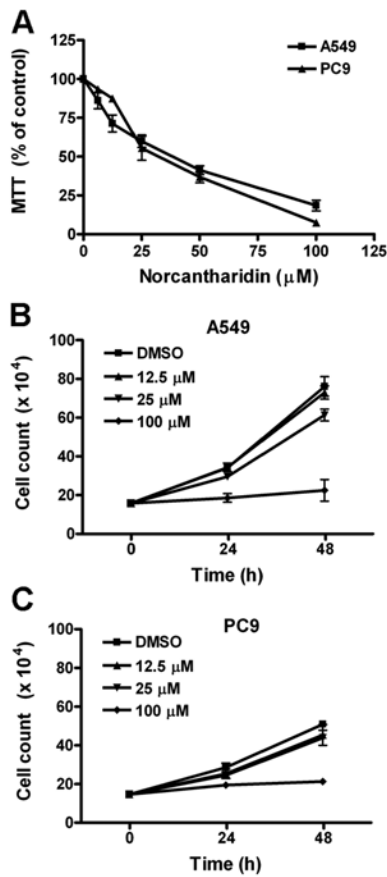 A
A549
PC9
MTT (% of control)
125
100
75
50
25
0
0 25 50 75 100 125
Norcantharidin (μM)
B
A549
DMSO
12.5 μM
25 μM
100 μM
Cell count (x 10⁴)
100
80
60
40
20
0
0 24 48
Time (h)
C
PC9
DMSO
12.5 μM
25 μM
100 μM
Cell count (x 10⁴)
100
80
60
40
20
0
0 24 48
Time (h)